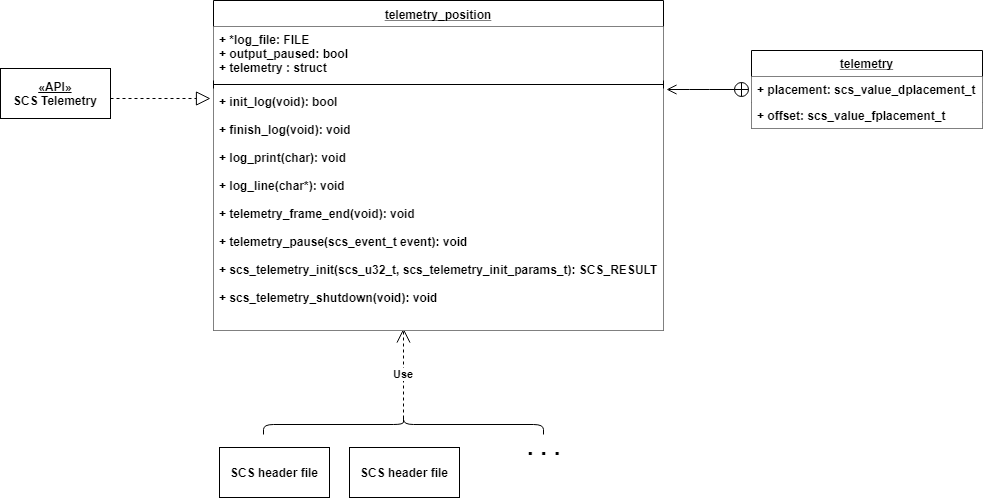 telemetry_position
+ *log_file: FILE
+ output_paused: bool
+ telemetry : struct
+ init_log(void): bool
+ finish_log(void): void
+ log_print(char): void
+ log_line(char*): void
+ telemetry_frame_end(void): void
+ telemetry_pause(scs_event_t event): void
+ scs_telemetry_init(scs_u32_t, scs_telemetry_init_params_t): SCS_RESULT
+ scs_telemetry_shutdown(void): void
«API»
SCS Telemetry
telemetry
+ placement: scs_value_dplacement_t
+ offset: scs_value_fplacement_t
Use
SCS header file
SCS header file
. . .